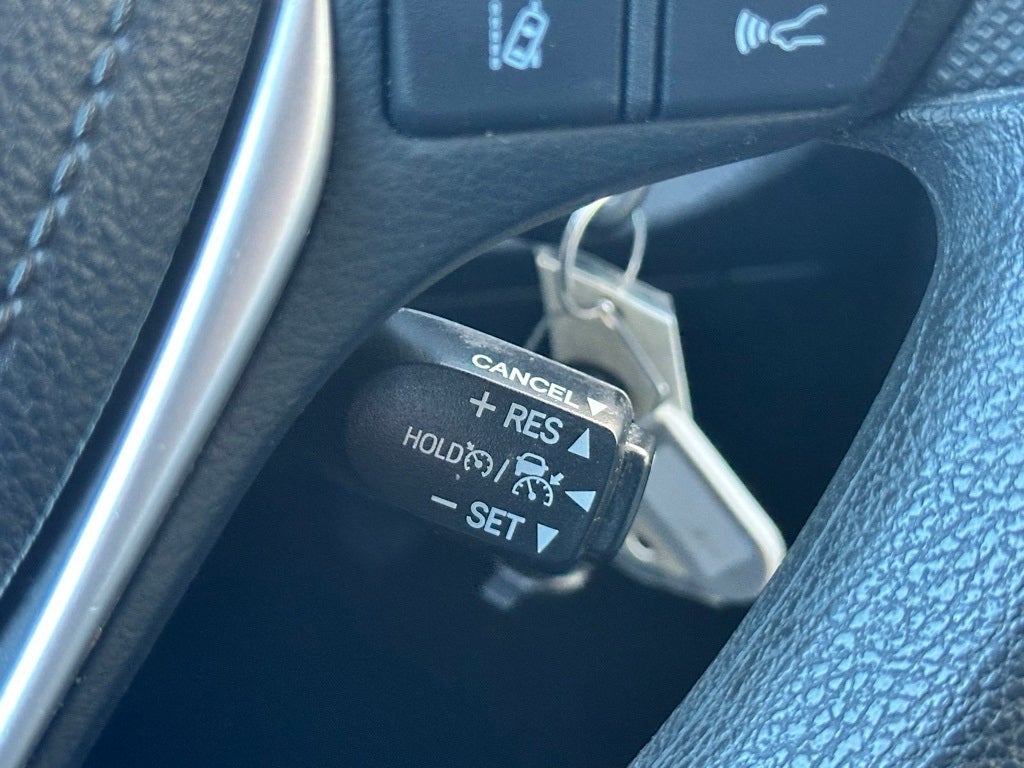 CANCEL
+ RES
HOLD /
- SET